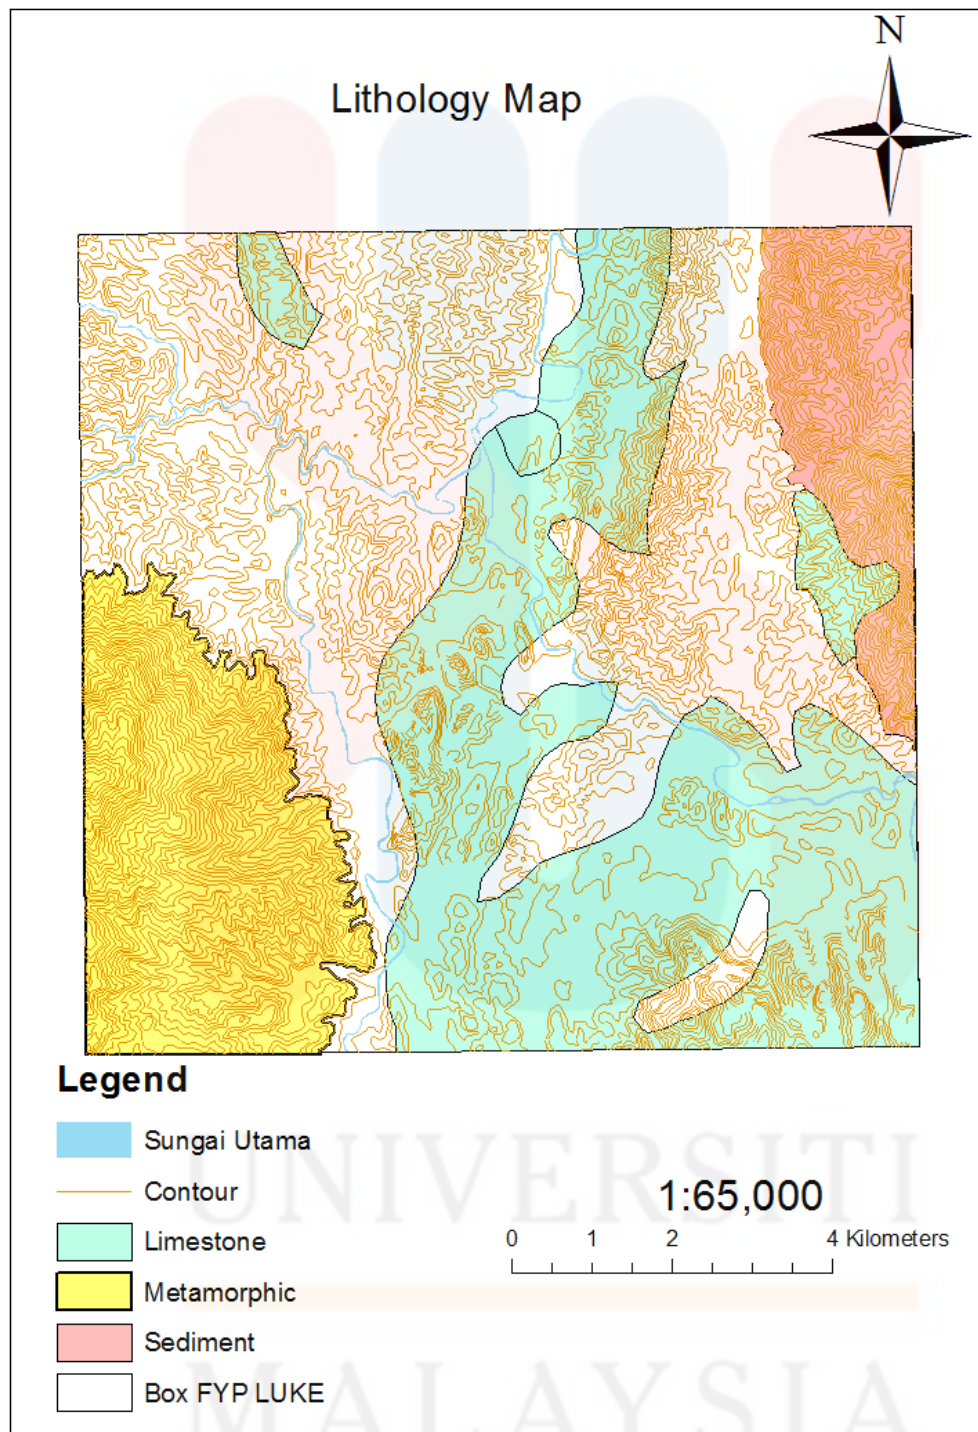 N
Lithology Map
Legend
Sungai Utama
Contour
Limestone
Metamorphic
Sediment
Box FYP LUKE
1:65,000
0 1 2 4 Kilometers
UNIVERSITI
MALAYSIA